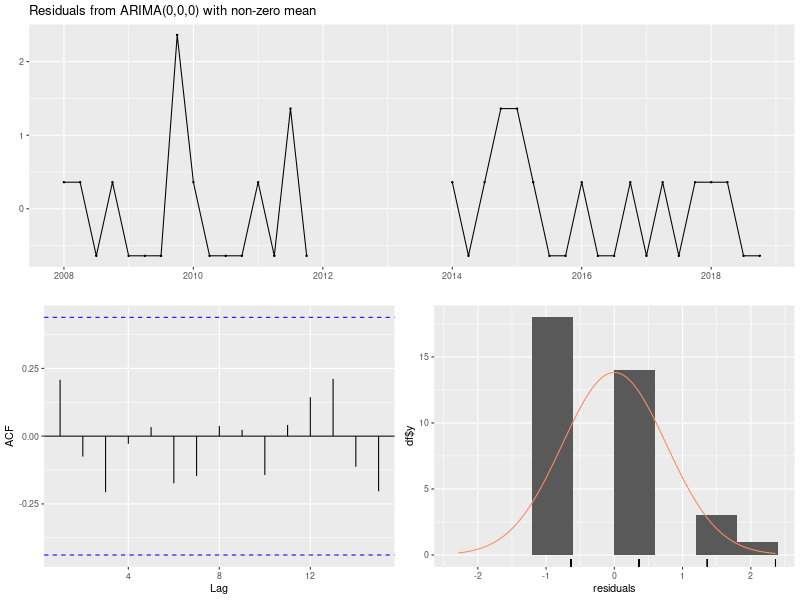 Residuals from ARIMA(0,0,0) with non-zero mean
2
1
0
2008 2010 2012 2014 2016 2018
ACF
0.25
0.00
-0.25
4 8 12
Lag
df$y
15
10
5
0
-2 -1 0 1 2
residuals